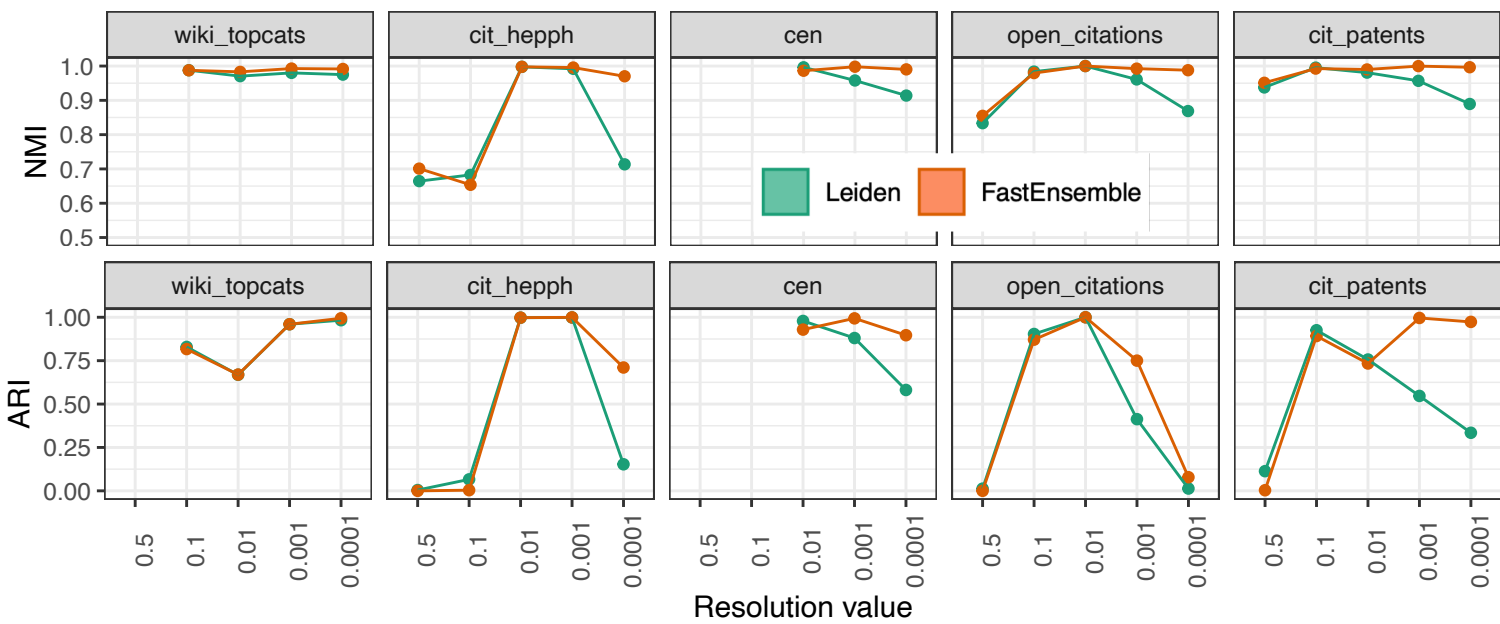 wiki_topcats cit_hepph cen open_citations cit_patents
NMI
1.0
0.9
0.8
0.7
0.6
0.5
Leiden FastEnsemble
wiki_topcats cit_hepph cen open_citations cit_patents
ARI
1.00
0.75
0.50
0.25
0.00
0.5 0.1 0.01 0.001 0.0001 0.5 0.1 0.01 0.001 0.0001 0.5 0.1 0.01 0.001 0.0001 0.5 0.1 0.01 0.001 0.0001 0.5 0.1 0.01 0.001 0.0001
Resolution value